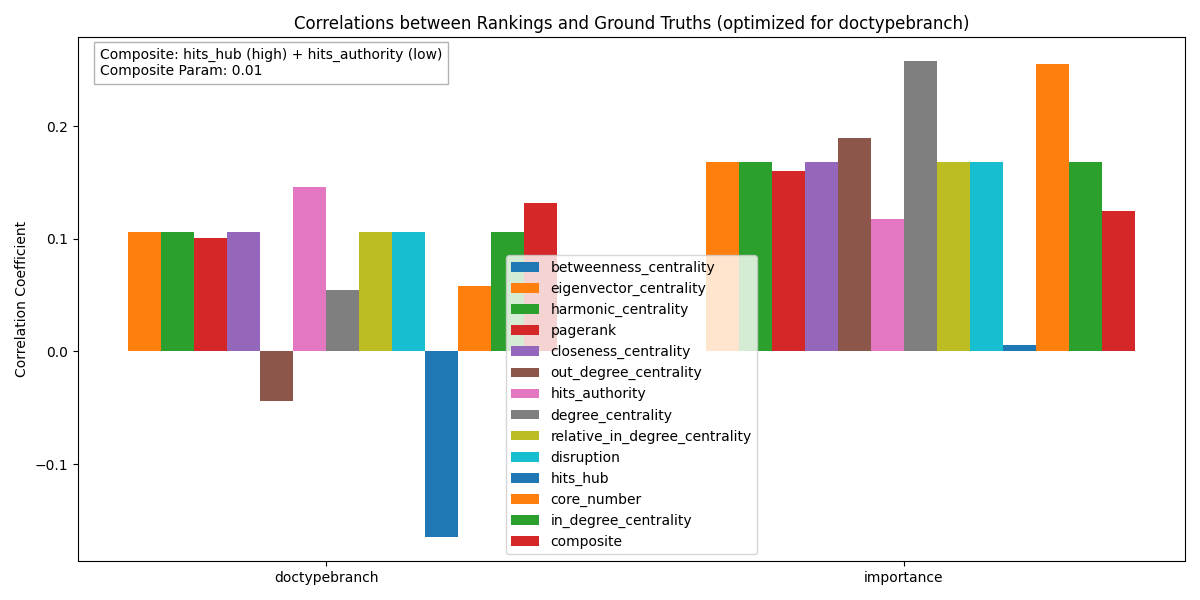 Correlations between Rankings and Ground Truths (optimized for doctypebranch)
Composite: hits_hub (high) + hits_authority (low)
Composite Param: 0.01
Correlation Coefficient
0.2
0.1
0.0
−0.1
betweenness_centrality
eigenvector_centrality
harmonic_centrality
pagerank
closeness_centrality
out_degree_centrality
hits_authority
degree_centrality
relative_in_degree_centrality
disruption
hits_hub
core_number
in_degree_centrality
composite
doctypebranch
importance